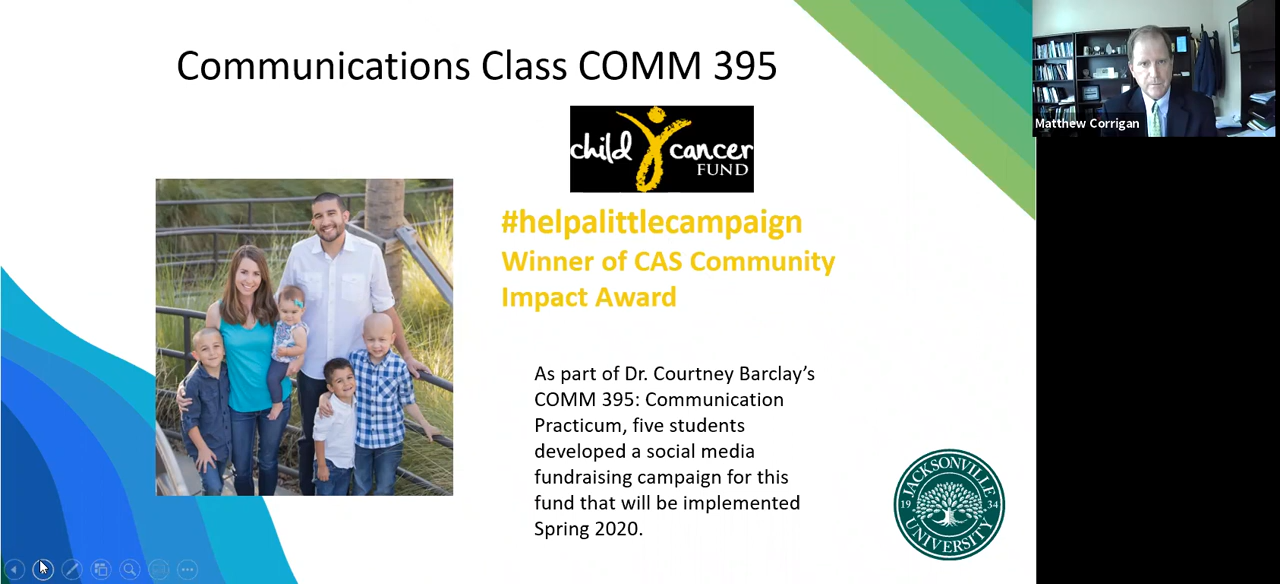 Communications Class COMM 395
child cancer
FUND
#helpalittlecampaign
Winner of CAS Community
Impact Award
As part of Dr. Courtney Barclay’s
COMM 395: Communication
Practicum, five students
developed a social media
fundraising campaign for this
fund that will be implemented
Spring 2020.
JACKSONVILLE
19 34
UNIVERSITY
Matthew Corrigan